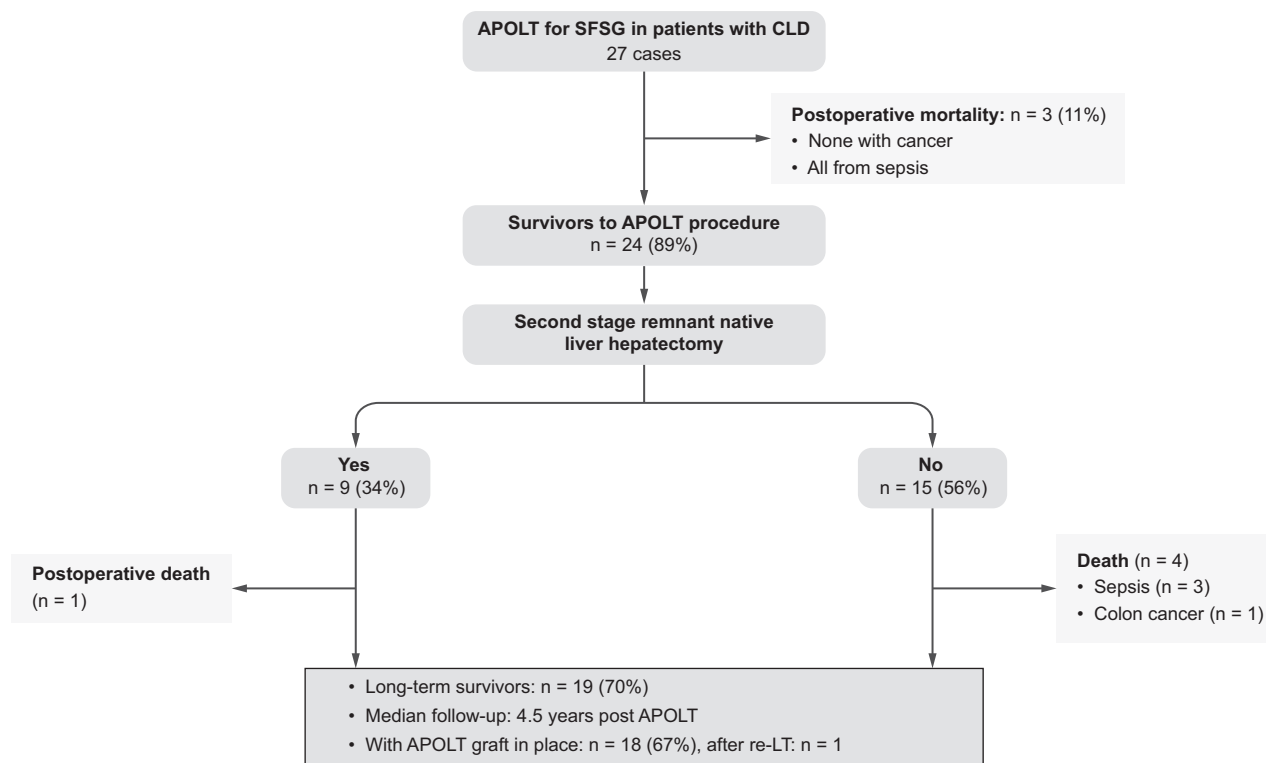 APOLT for SFSG in patients with CLD
27 cases
Postoperative mortality: n = 3 (11%)
• None with cancer
• All from sepsis
Survivors to APOLT procedure
n = 24 (89%)
Second stage remnant native
liver hepatectomy
Yes
n = 9 (34%)
No
n = 15 (56%)
Postoperative death
(n = 1)
Death (n = 4)
• Sepsis (n = 3)
• Colon cancer (n = 1)
• Long-term survivors: n = 19 (70%)
• Median follow-up: 4.5 years post APOLT
• With APOLT graft in place: n = 18 (67%), after re-LT: n = 1